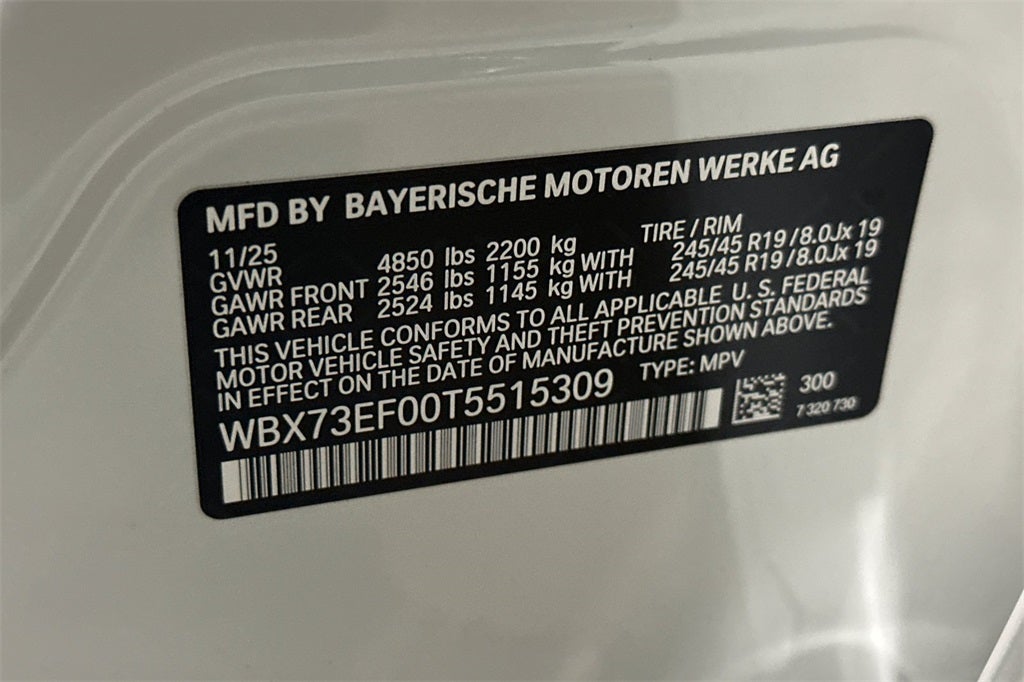 MFD BY BAYERISCHE MOTOREN WERKE AG
11/25 TIRE / RIM
GVWR 4850 lbs 2200 kg
GAWR FRONT 2546 lbs 1155 kg WITH 245/45 R19 / 8.0Jx 19
GAWR REAR 2524 lbs 1145 kg WITH 245/45 R19 / 8.0Jx 19
THIS VEHICLE CONFORMS TO ALL APPLICABLE U. S. FEDERAL
MOTOR VEHICLE SAFETY AND THEFT PREVENTION STANDARDS
IN EFFECT ON THE DATE OF MANUFACTURE SHOWN ABOVE.
WBX73EF00T5515309 TYPE: MPV
300
7 320 730